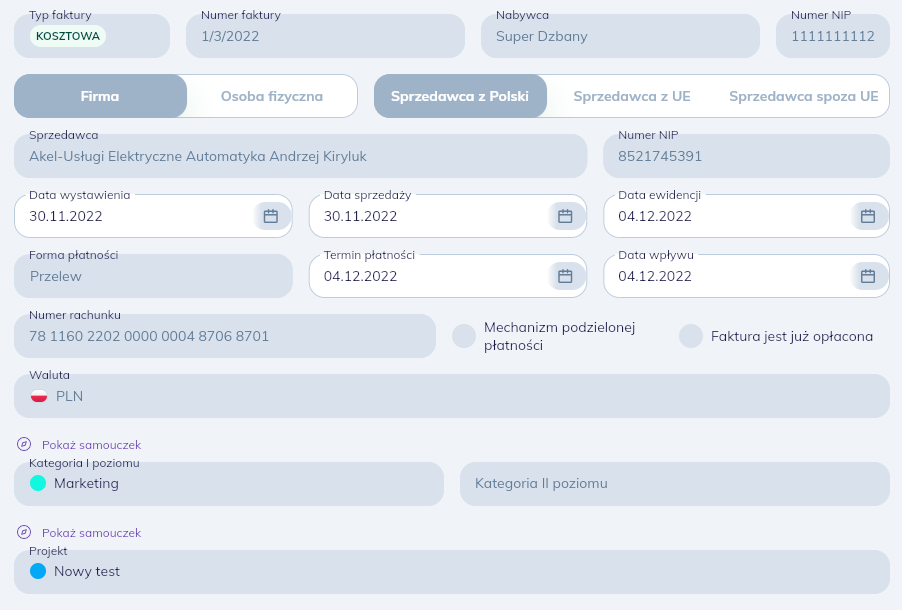 Typ faktury
KOSZTOWA
Numer faktury
1/3/2022
Nabywca
Super Dzbany
Numer NIP
1111111112
Firma
Osoba fizyczna
Sprzedawca z Polski
Sprzedawca z UE
Sprzedawca spoza UE
Sprzedawca
Akel-Usługi Elektryczne Automatyka Andrzej Kiryluk
Numer NIP
8521745391
Data wystawienia
30.11.2022
Data sprzedaży
30.11.2022
Data ewidencji
04.12.2022
Forma płatności
Przelew
Termin płatności
04.12.2022
Data wpływu
04.12.2022
Numer rachunku
78 1160 2202 0000 0004 8706 8701
Mechanizm podzielonej
płatności
Faktura jest już opłacona
Waluta
PLN
Pokaż samouczek
Kategoria I poziomu
Marketing
Kategoria II poziomu
Pokaż samouczek
Projekt
Nowy test